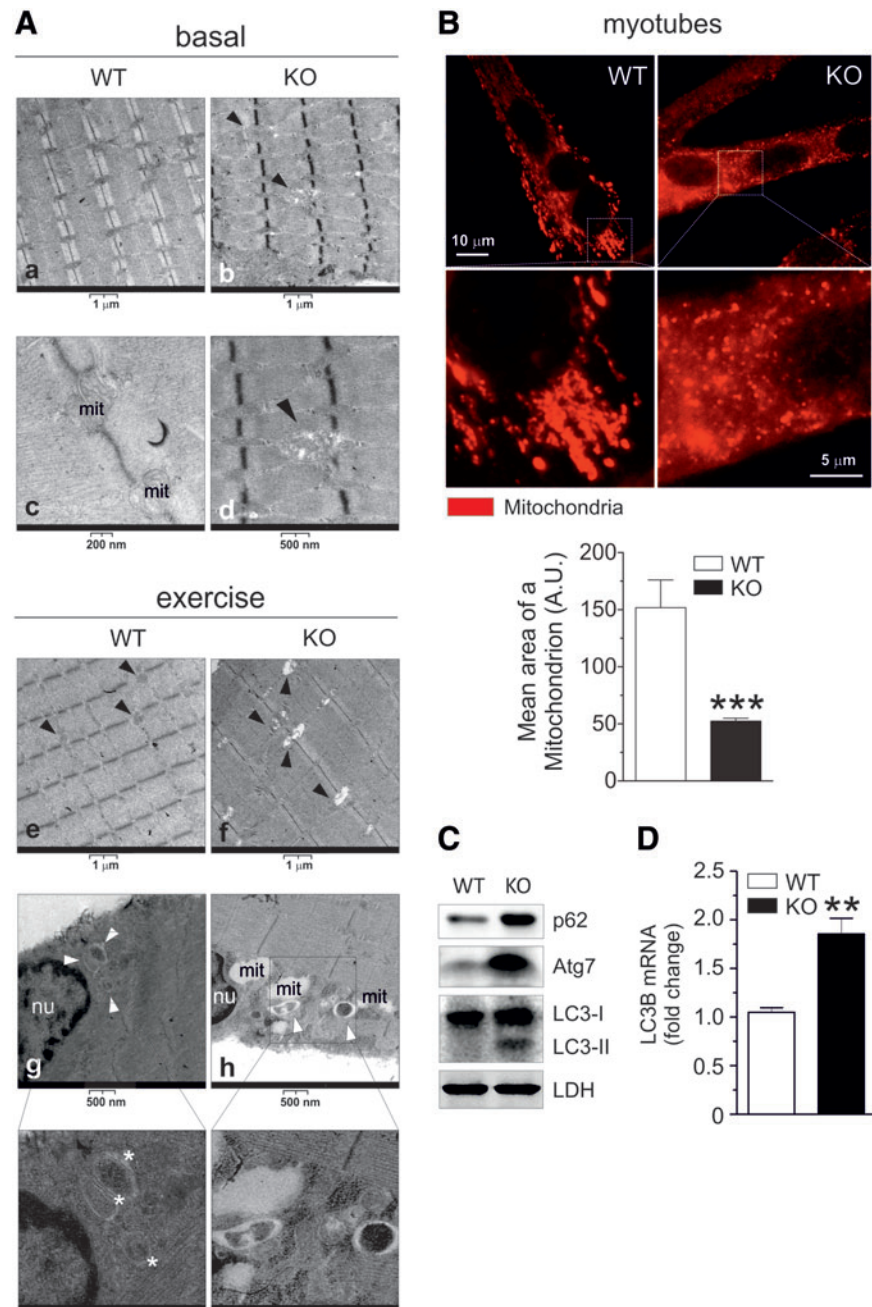 A
basal
WT KO
a
b
1 μm
1 μm
mit
mit
c
d
200 nm
500 nm
exercise
WT KO
e
f
1 μm
1 μm
nu
g
mit
mit
mit
nu
h
500 nm
500 nm
*
*
*
B
myotubes
WT
KO
10 μm
5 μm
Mitochondria
Mean area of a
Mitochondrion (A.U.)
200
150
100
50
0
WT
KO
***
C
WT KO
p62
Atg7
LC3-I
LC3-II
LDH
D
LC3B mRNA
(fold change)
2.5
2.0
1.5
1.0
0.5
0
WT
KO
**